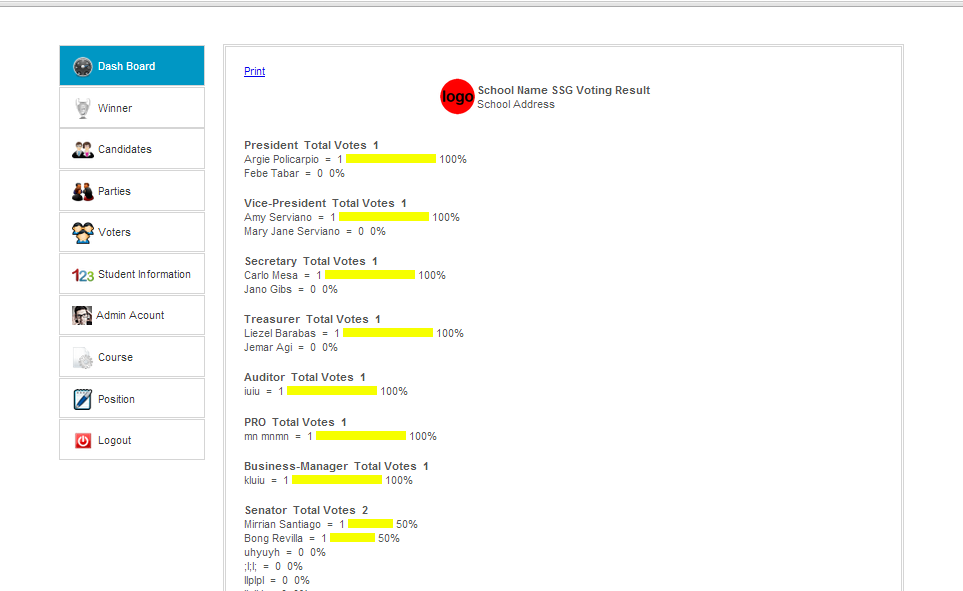 Dash Board
Winner
Candidates
Parties
Voters
123 Student Information
Admin Acount
Course
Position
Logout
Print
logo School Name SSG Voting Result
School Address
President Total Votes 1
Argie Policarpio = 1 100%
Febe Tabar = 0 0%
Vice-President Total Votes 1
Amy Serviano = 1 100%
Mary Jane Serviano = 0 0%
Secretary Total Votes 1
Carlo Mesa = 1 100%
Jano Gibs = 0 0%
Treasurer Total Votes 1
Liezel Barabas = 1 100%
Jemar Agi = 0 0%
Auditor Total Votes 1
iuiu = 1 100%
PRO Total Votes 1
mn mnmn = 1 100%
Business-Manager Total Votes 1
kluiu = 1 100%
Senator Total Votes 2
Mirrian Santiago = 1 50%
Bong Revilla = 1 50%
uhyuyh = 0 0%
;l;l; = 0 0%
llplpl = 0 0%